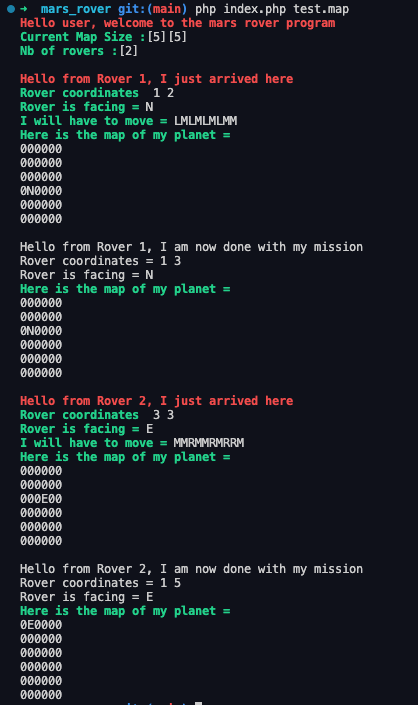 ➜ mars_rover git:(main) php index.php test.map
Hello user, welcome to the mars rover program
Current Map Size :[5][5]
Nb of rovers :[2]
Hello from Rover 1, I just arrived here
Rover coordinates  1 2
Rover is facing = N
I will have to move = LMLMLMLMM
Here is the map of my planet =
000000
000000
000000
0N0000
000000
000000
Hello from Rover 1, I am now done with my mission
Rover coordinates = 1 3
Rover is facing = N
Here is the map of my planet =
000000
000000
0N0000
000000
000000
000000
Hello from Rover 2, I just arrived here
Rover coordinates  3 3
Rover is facing = E
I will have to move = MMRMMRMRRM
Here is the map of my planet =
000000
000000
000E00
000000
000000
000000
Hello from Rover 2, I am now done with my mission
Rover coordinates = 1 5
Rover is facing = E
Here is the map of my planet =
0E0000
000000
000000
000000
000000
000000